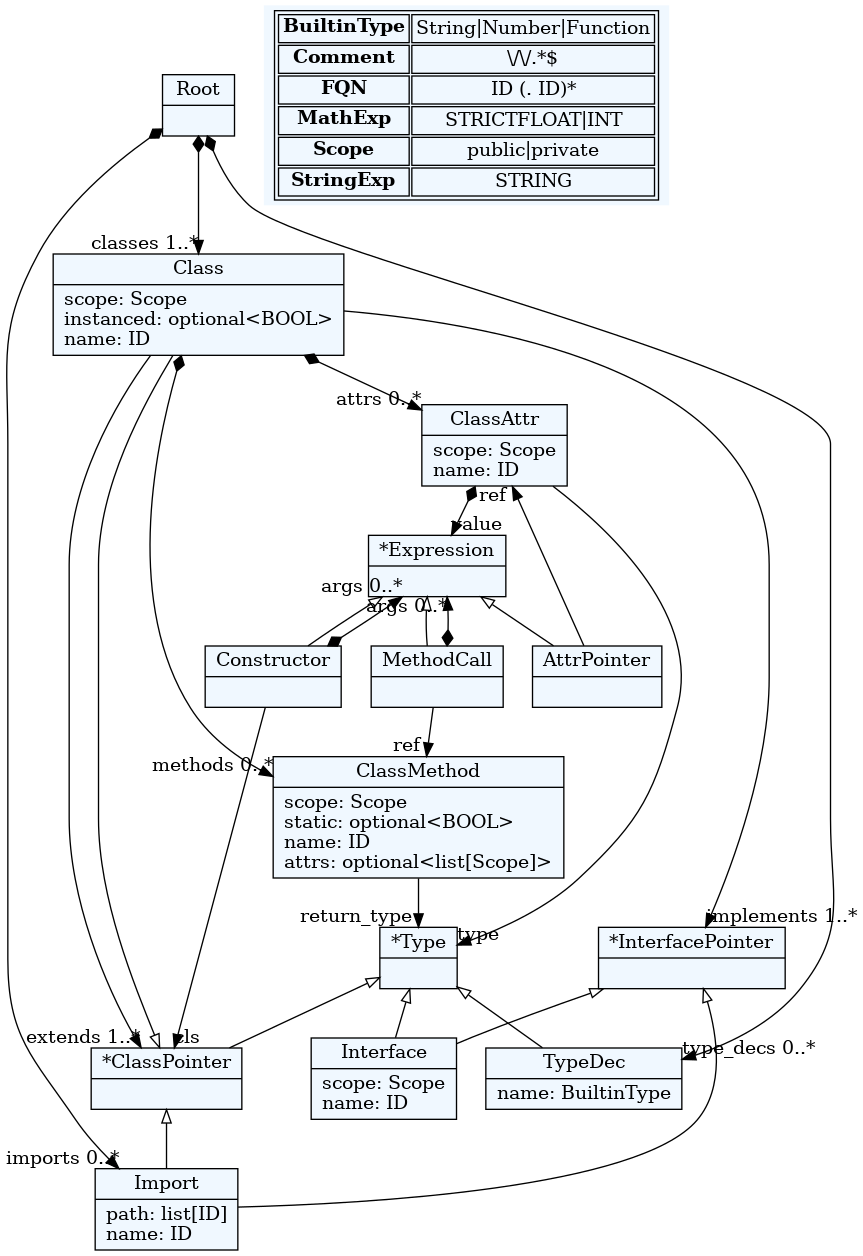 BuiltinType String|Number|Function
Comment \/\/.*$
FQN ID (. ID)*
MathExp STRICTFLOAT|INT
Scope public|private
StringExp STRING
Root
classes 1..*
Class
scope: Scope
instanced: optional<BOOL>
name: ID
attrs 0..*
ClassAttr
scope: Scope
name: ID
ref
value
*Expression
args 0..*
args 0..*
Constructor
MethodCall
AttrPointer
ref
methods 0..*
ClassMethod
scope: Scope
static: optional<BOOL>
name: ID
attrs: optional<list[Scope]>
return_type
type
implements 1..*
*Type
*InterfacePointer
extends 1..*
cls
type_decs 0..*
*ClassPointer
Interface
scope: Scope
name: ID
TypeDec
name: BuiltinType
imports 0..*
Import
path: list[ID]
name: ID